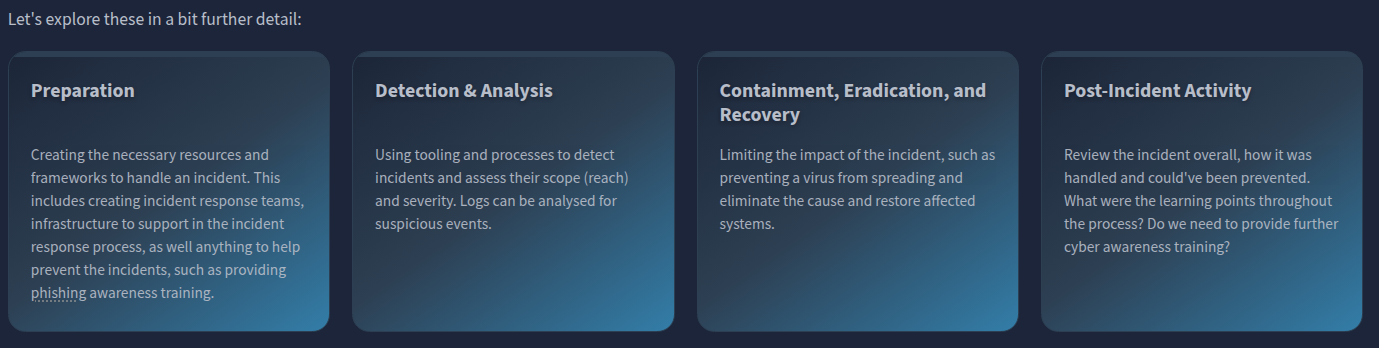 Let's explore these in a bit further detail:
Preparation
Creating the necessary resources and
frameworks to handle an incident. This
includes creating incident response teams,
infrastructure to support in the incident
response process, as well anything to help
prevent the incidents, such as providing
phishing awareness training.
Detection & Analysis
Using tooling and processes to detect
incidents and assess their scope (reach)
and severity. Logs can be analysed for
suspicious events.
Containment, Eradication, and
Recovery
Limiting the impact of the incident, such as
preventing a virus from spreading and
eliminate the cause and restore affected
systems.
Post-Incident Activity
Review the incident overall, how it was
handled and could've been prevented.
What were the learning points throughout
the process? Do we need to provide further
cyber awareness training?